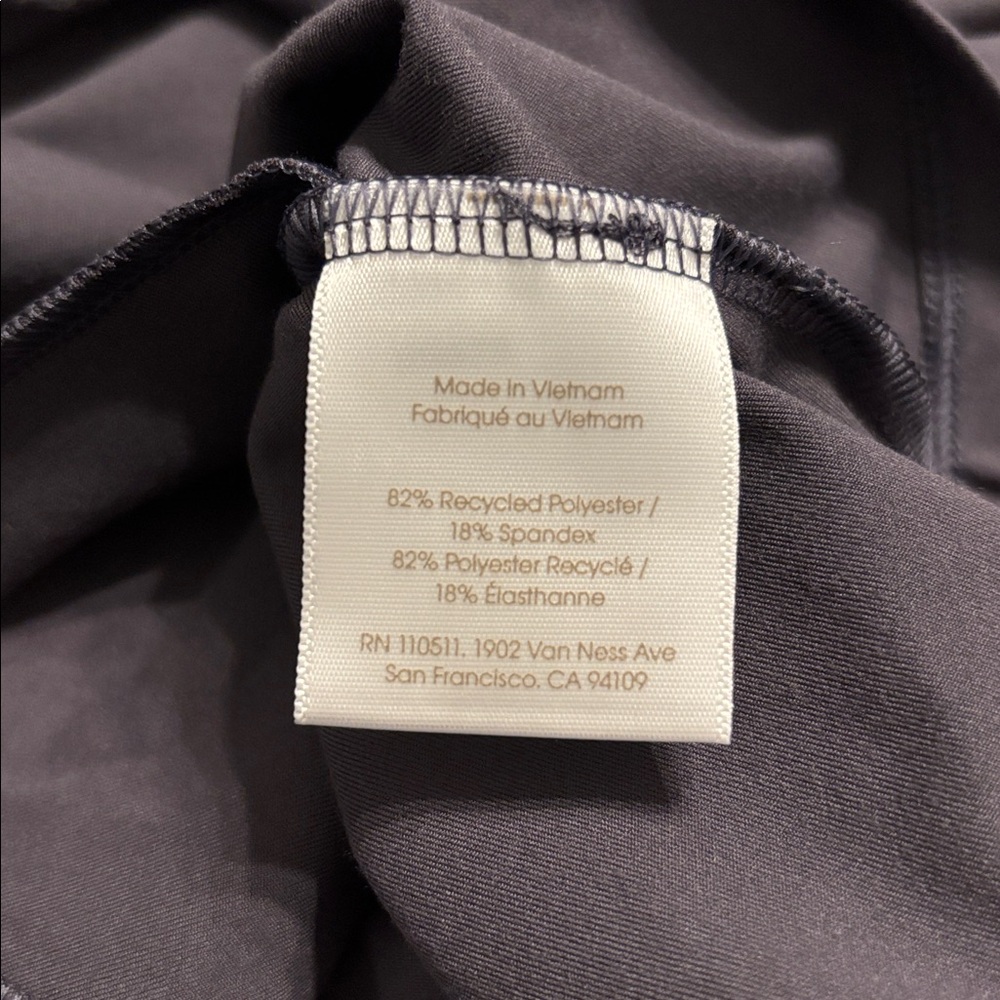 Made in Vietnam
Fabriqué au Vietnam
82% Recycled Polyester /
18% Spandex
82% Polyester Recyclé /
18% Élasthanne
RN 110511, 1902 Van Ness Ave
San Francisco, CA 94109